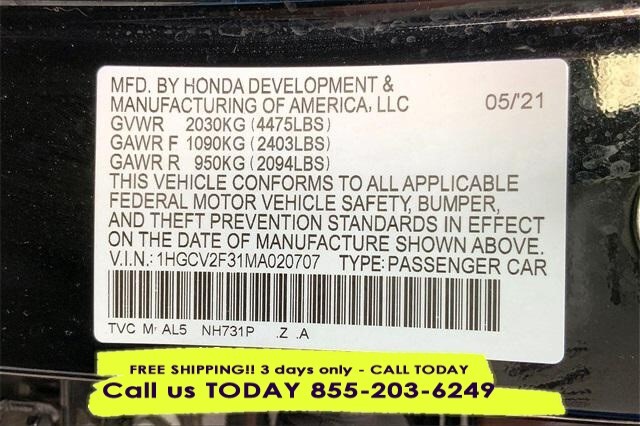 MFD. BY HONDA DEVELOPMENT &
MANUFACTURING OF AMERICA, LLC 05/'21
GVWR 2030KG (4475LBS)
GAWR F 1090KG (2403LBS)
GAWR R 950KG (2094LBS)
THIS VEHICLE CONFORMS TO ALL APPLICABLE
FEDERAL MOTOR VEHICLE SAFETY, BUMPER,
AND THEFT PREVENTION STANDARDS IN EFFECT
ON THE DATE OF MANUFACTURE SHOWN ABOVE.
V.I.N.: 1HGCV2F31MA020707 TYPE: PASSENGER CAR
TVC AL5 NH731P .Z .A
FREE SHIPPING!! 3 days only - CALL TODAY
Call us TODAY 855-203-6249